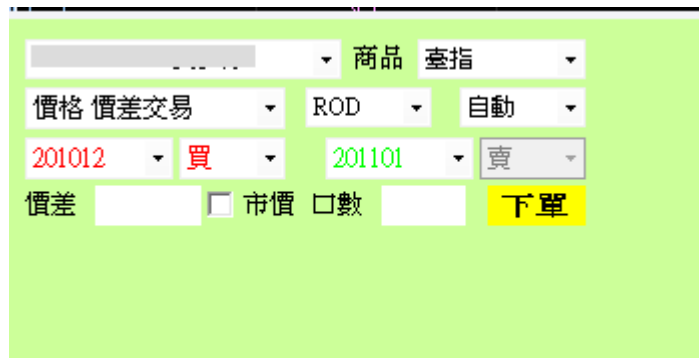 商品 臺指
價格 價差交易 ROD 自動
201012 買 201101 賣
價差 市價 口數 下單